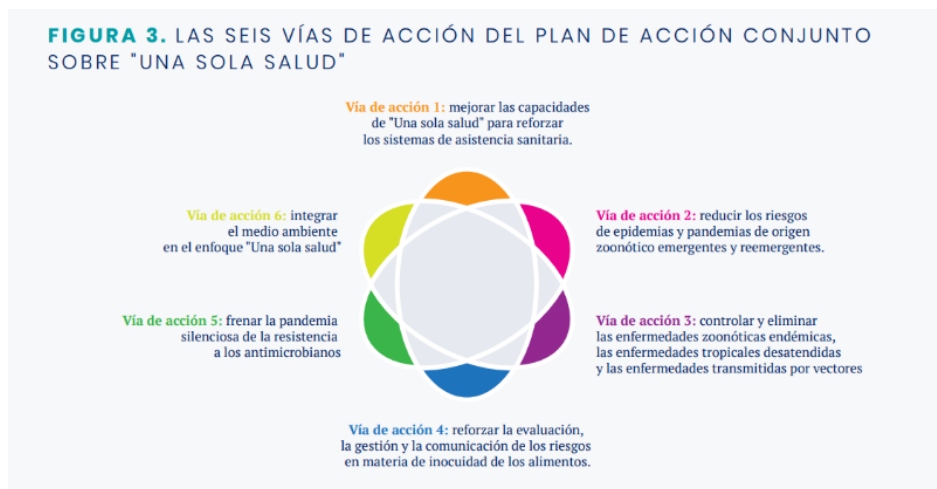 FIGURA 3. LAS SEIS VÍAS DE ACCIÓN DEL PLAN DE ACCIÓN CONJUNTO
SOBRE "UNA SOLA SALUD"
Vía de acción 1: mejorar las capacidades
de "Una sola salud" para reforzar
los sistemas de asistencia sanitaria.
Vía de acción 2: reducir los riesgos
de epidemias y pandemias de origen
zoonótico emergentes y reemergentes.
Vía de acción 3: controlar y eliminar
las enfermedades zoonóticas endémicas,
las enfermedades tropicales desatendidas
y las enfermedades transmitidas por vectores
Vía de acción 4: reforzar la evaluación,
la gestión y la comunicación de los riesgos
en materia de inocuidad de los alimentos.
Vía de acción 5: frenar la pandemia
silenciosa de la resistencia
a los antimicrobianos
Vía de acción 6: integrar
el medio ambiente
en el enfoque "Una sola salud"